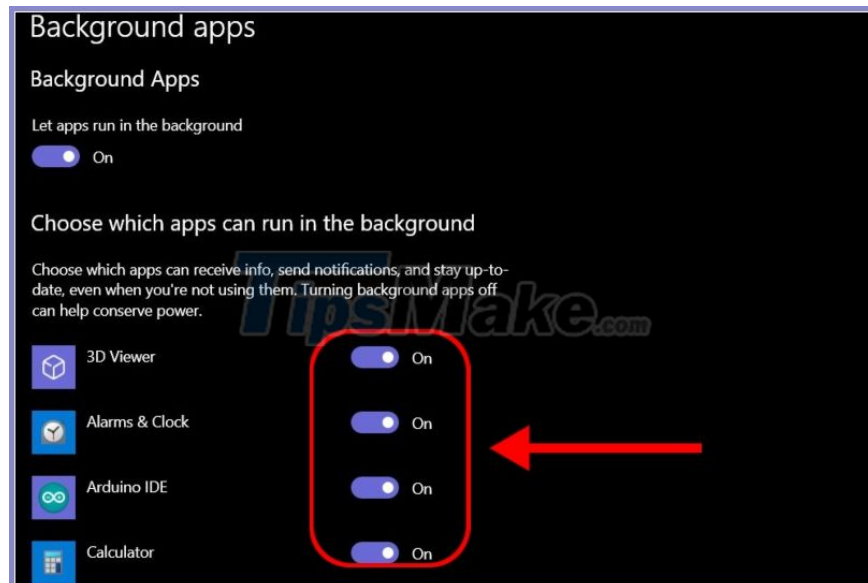 Background apps
Background Apps
Let apps run in the background
On
Choose which apps can run in the background
Choose which apps can receive info, send notifications, and stay up-to-
date, even when you're not using them. Turning background apps off
can help conserve power.
TipsMake.com
3D Viewer On
Alarms & Clock On
Arduino IDE On
Calculator On